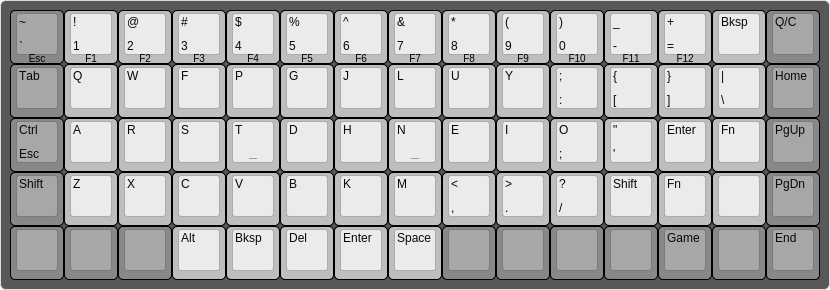 ~ ! @ # $ % ^ & * ( ) _ + Bksp Q/C
` 1 2 3 4 5 6 7 8 9 0 - =
Esc F1 F2 F3 F4 F5 F6 F7 F8 F9 F10 F11 F12
Tab Q W F P G J L U Y ; { } | Home
: [ ] \
Ctrl A R S T D H N E I O " Enter Fn PgUp
Esc _ _ ; '
Shift Z X C V B K M < > ? Shift Fn PgDn
, . /
Alt Bksp Del Enter Space Game End